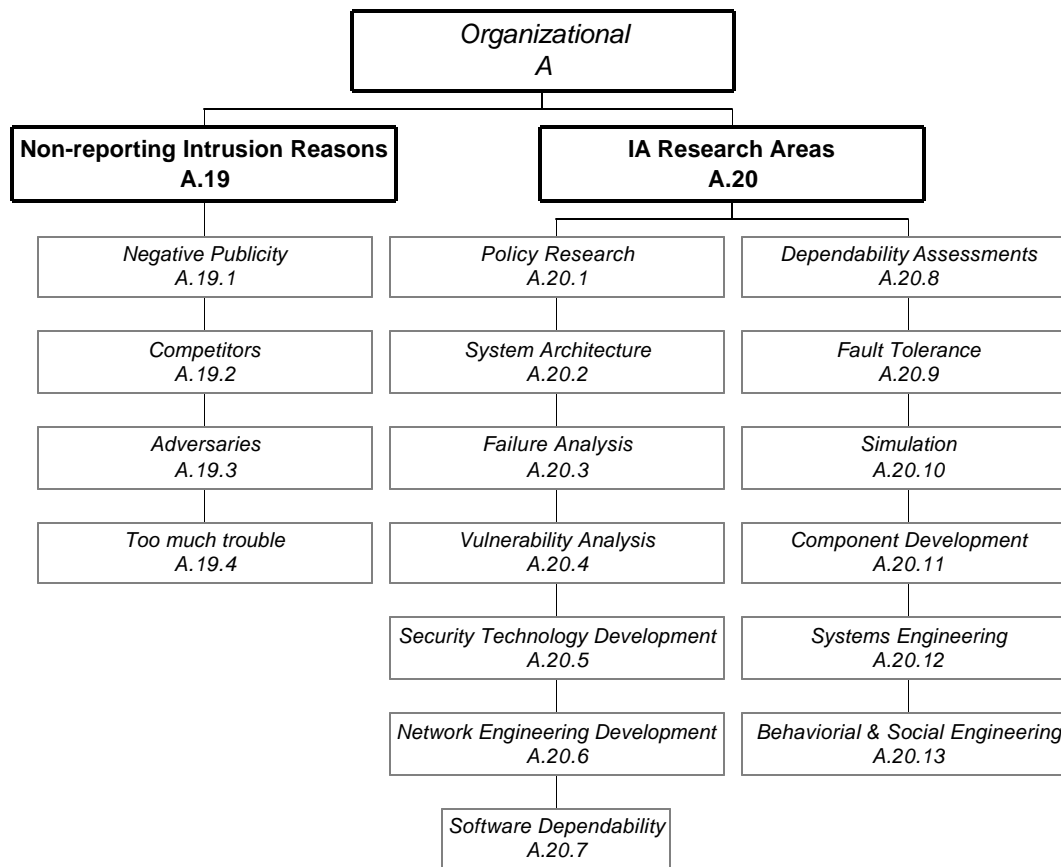 Organizational
A
Non-reporting Intrusion Reasons
A.19
IA Research Areas
A.20
Negative Publicity
A.19.1
Competitors
A.19.2
Adversaries
A.19.3
Too much trouble
A.19.4
Policy Research
A.20.1
System Architecture
A.20.2
Failure Analysis
A.20.3
Vulnerability Analysis
A.20.4
Security Technology Development
A.20.5
Network Engineering Development
A.20.6
Software Dependability
A.20.7
Dependability Assessments
A.20.8
Fault Tolerance
A.20.9
Simulation
A.20.10
Component Development
A.20.11
Systems Engineering
A.20.12
Behaviorial & Social Engineering
A.20.13